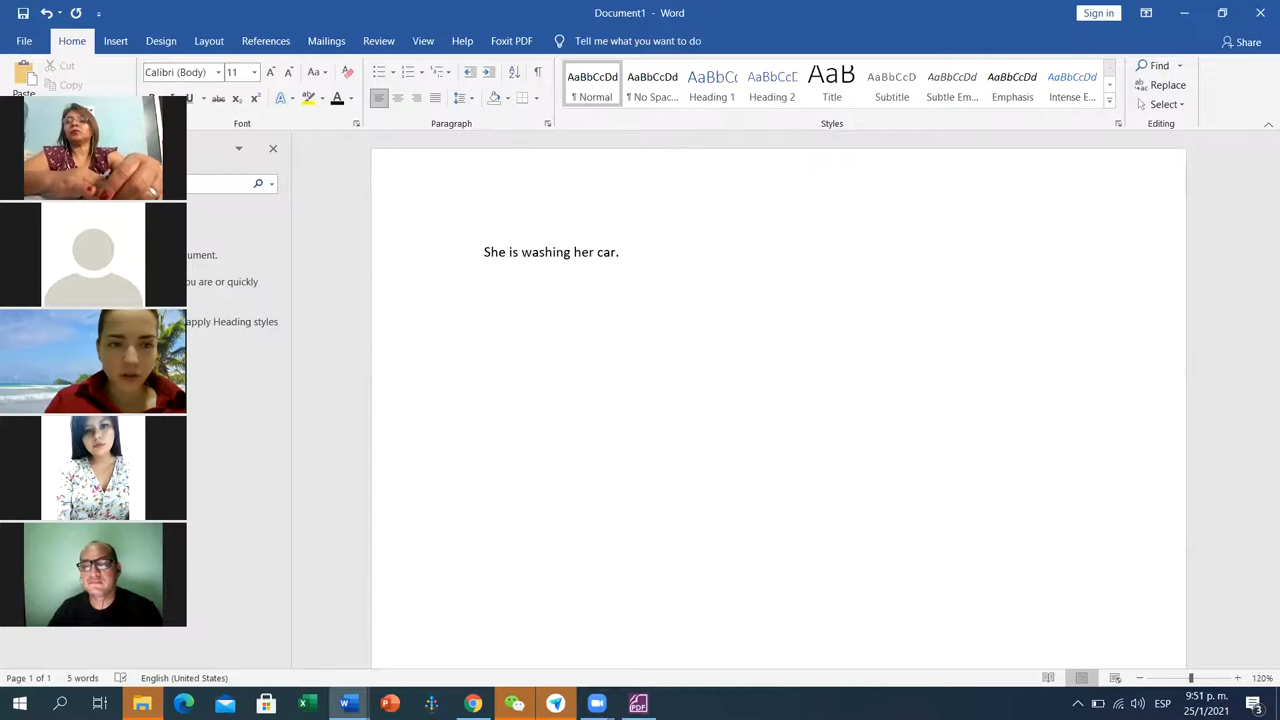 Document1 - Word
Sign in
File Home Insert Design Layout References Mailings Review View Help Foxit PDF Tell me what you want to do
Share
Cut
Copy
Paste
Calibri (Body) 11
Font
Paragraph
AaBbCcDd AaBbCcDd AaBbC AaBbCcD AaB AaBbCcD AaBbCcDd AaBbCcDd AaBbCcDd
¶ Normal ¶ No Spac... Heading 1 Heading 2 Title Subtitle Subtle Em... Emphasis Intense E...
Styles
Find
Replace
Select
Editing
ument.
ou are or quickly
apply Heading styles
She is washing her car.
Page 1 of 1 5 words English (United States)
120%
ESP
9:51 p. m.
25/1/2021
3